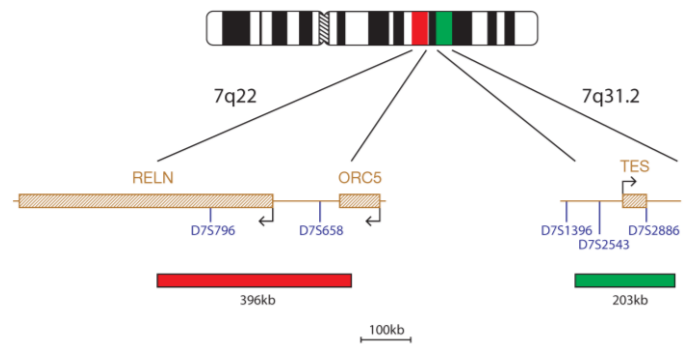 7q22
7q31.2
RELN
ORC5
TES
D7S796
D7S658
D7S1396
D7S2543
D7S2886
396kb
203kb
100kb